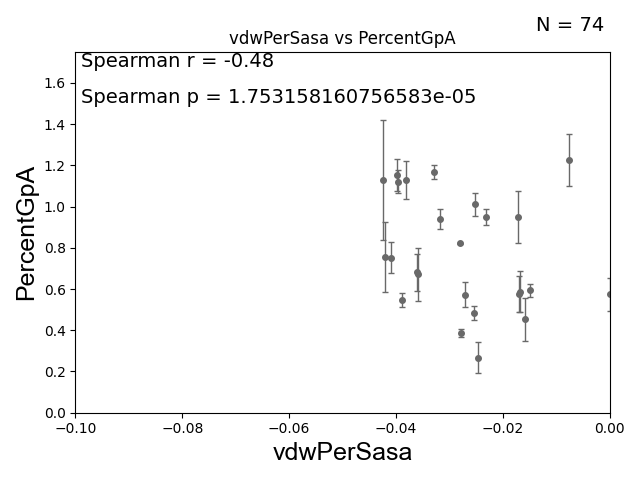 N = 74
vdwPerSasa vs PercentGpA
Spearman r = -0.48
Spearman p = 1.753158160756583e-05
PercentGpA
1.6
1.4
1.2
1.0
0.8
0.6
0.4
0.2
0.0
−0.10 −0.08 −0.06 −0.04 −0.02 0.00
vdwPerSasa